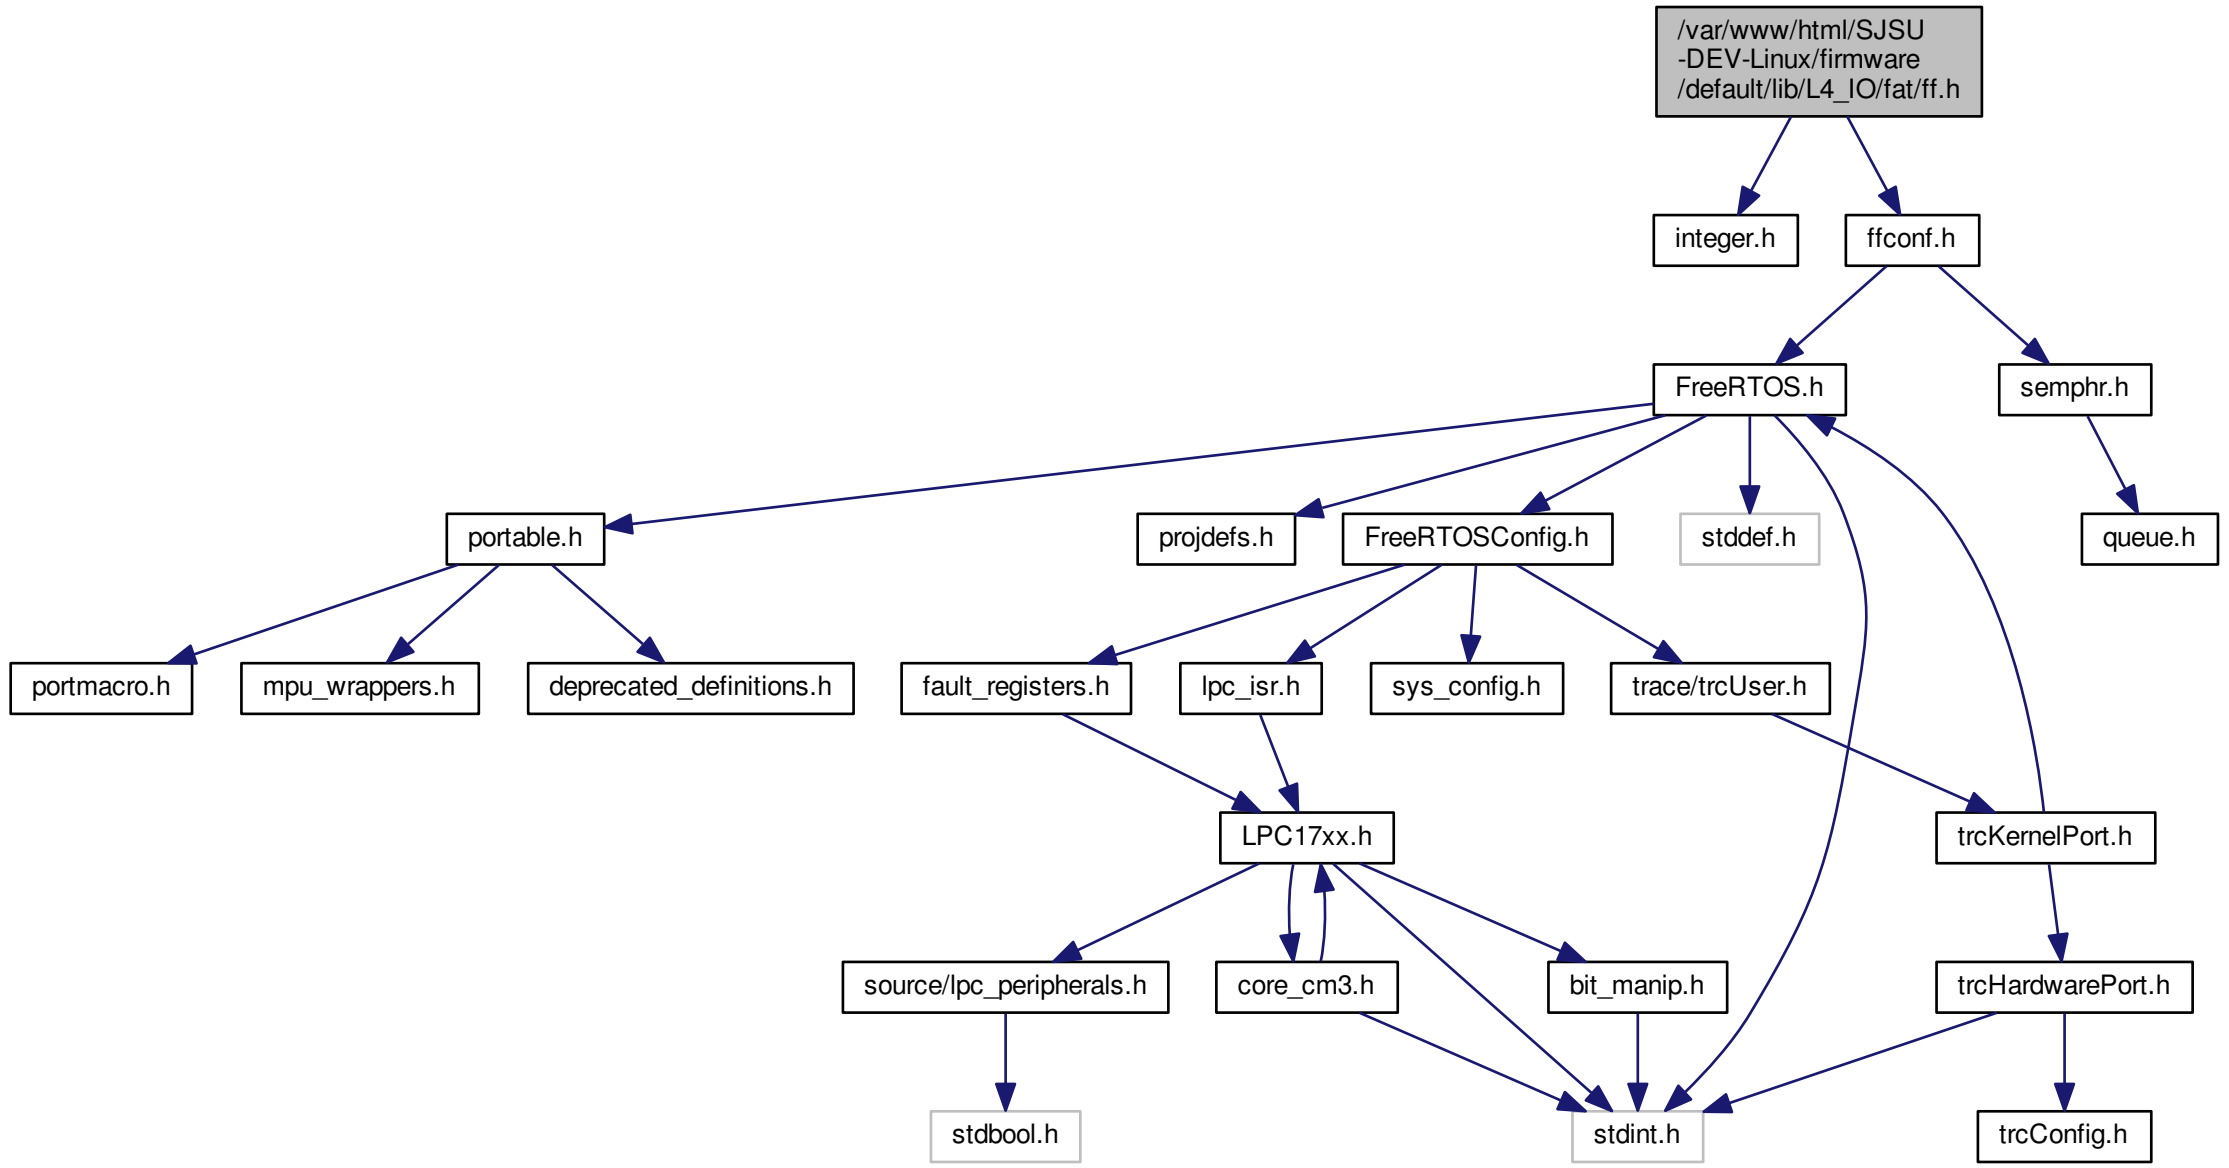 /var/www/html/SJSU
-DEV-Linux/firmware
/default/lib/L4_IO/fat/ff.h
integer.h
ffconf.h
FreeRTOS.h
semphr.h
portable.h
projdefs.h
FreeRTOSConfig.h
stddef.h
queue.h
portmacro.h
mpu_wrappers.h
deprecated_definitions.h
fault_registers.h
lpc_isr.h
sys_config.h
trace/trcUser.h
LPC17xx.h
trcKernelPort.h
source/lpc_peripherals.h
core_cm3.h
bit_manip.h
trcHardwarePort.h
stdbool.h
stdint.h
trcConfig.h